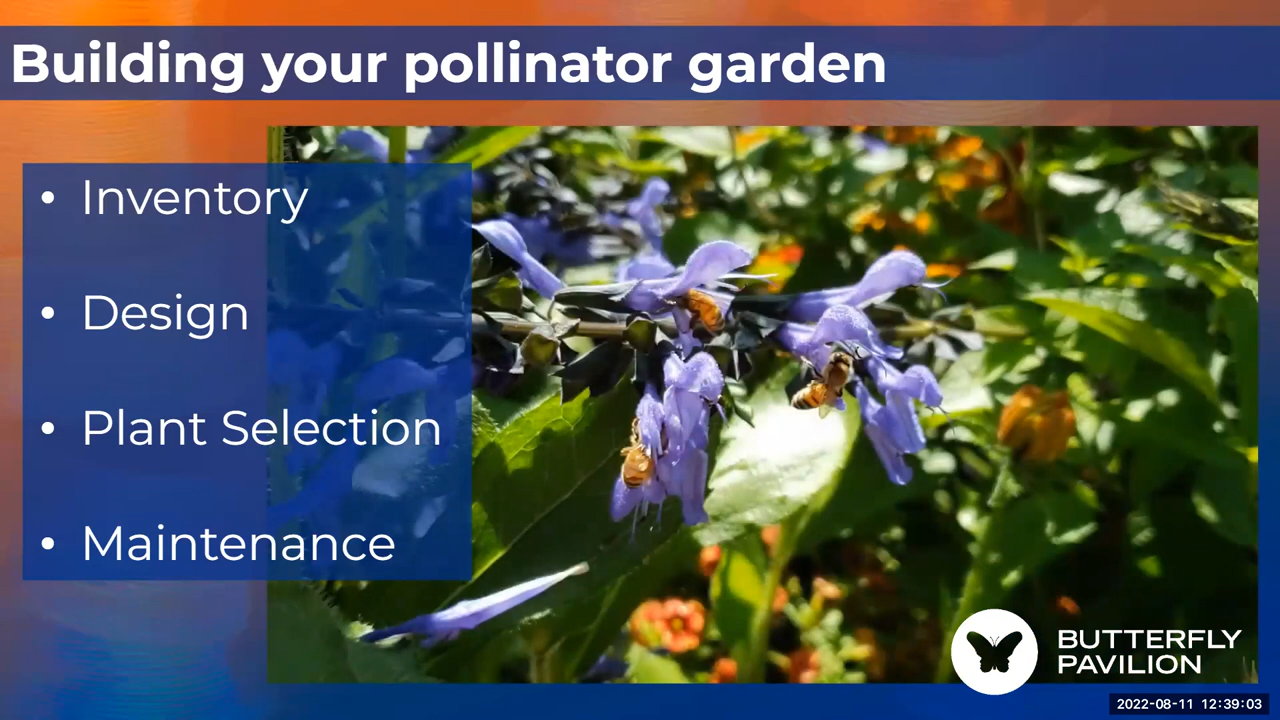 Building your pollinator garden
• Inventory
• Design
• Plant Selection
• Maintenance
BUTTERFLY
PAVILION
2022-08-11 12:39:03